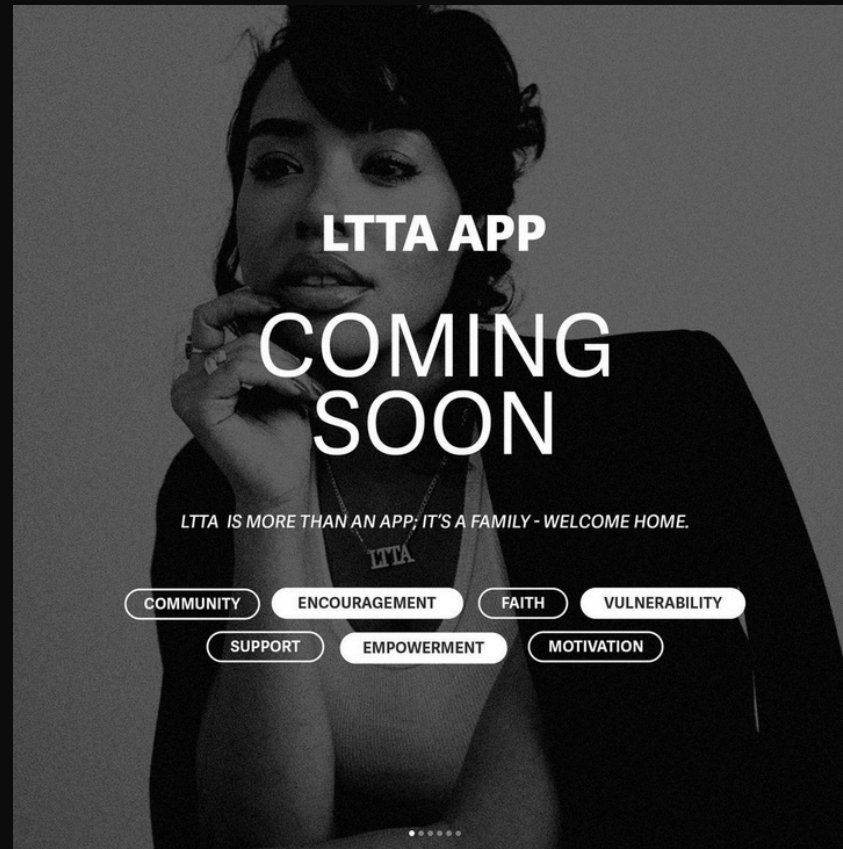 LTTA APP
COMING
SOON
LTTA IS MORE THAN AN APP; IT'S A FAMILY - WELCOME HOME.
LTTA
COMMUNITY ENCOURAGEMENT FAITH VULNERABILITY
SUPPORT EMPOWERMENT MOTIVATION